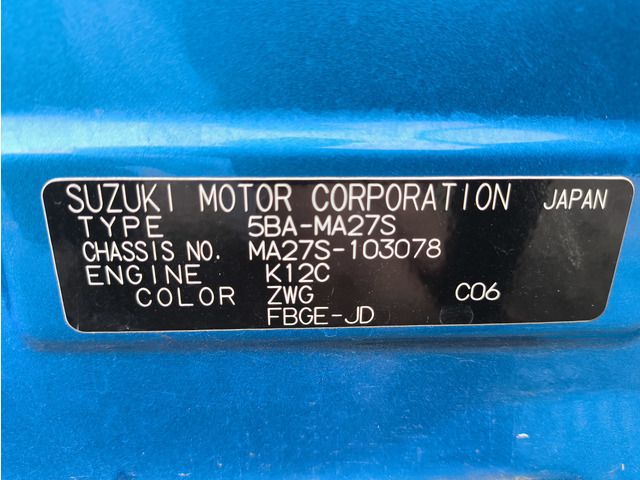 SUZUKI MOTOR CORPORATION JAPAN
TYPE 5BA-MA27S
CHASSIS NO. MA27S-103078
ENGINE K12C
COLOR ZWG C06
FBGE-JD